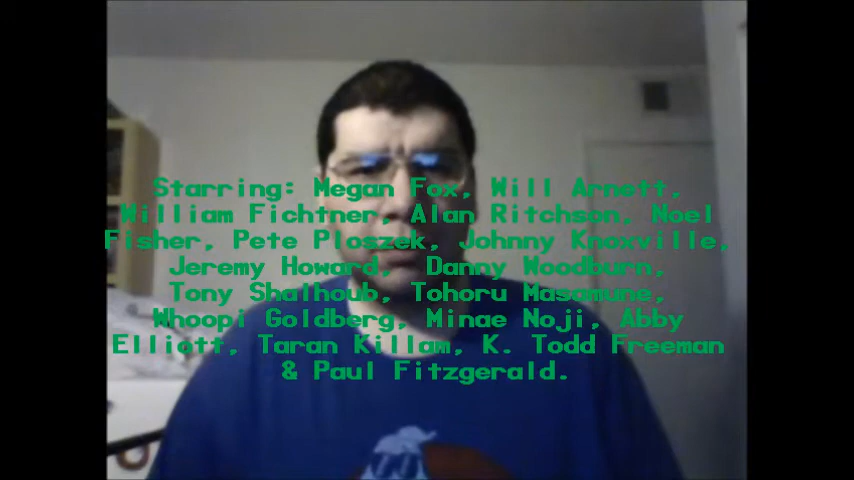 Starring: Megan Fox, Will Arnett,
William Fichtner, Alan Ritchson, Noel
Fisher, Pete Ploszek, Johnny Knoxville,
Jeremy Howard, Danny Woodburn,
Tony Shalhoub, Tohoru Masamune,
Whoopi Goldberg, Minae Noji, Abby
Elliott, Taran Killam, K. Todd Freeman
& Paul Fitzgerald.